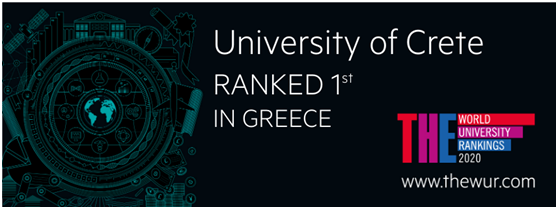 University of Crete
RANKED 1st
IN GREECE
THE
WORLD
UNIVERSITY
RANKINGS
2020
www.thewur.com